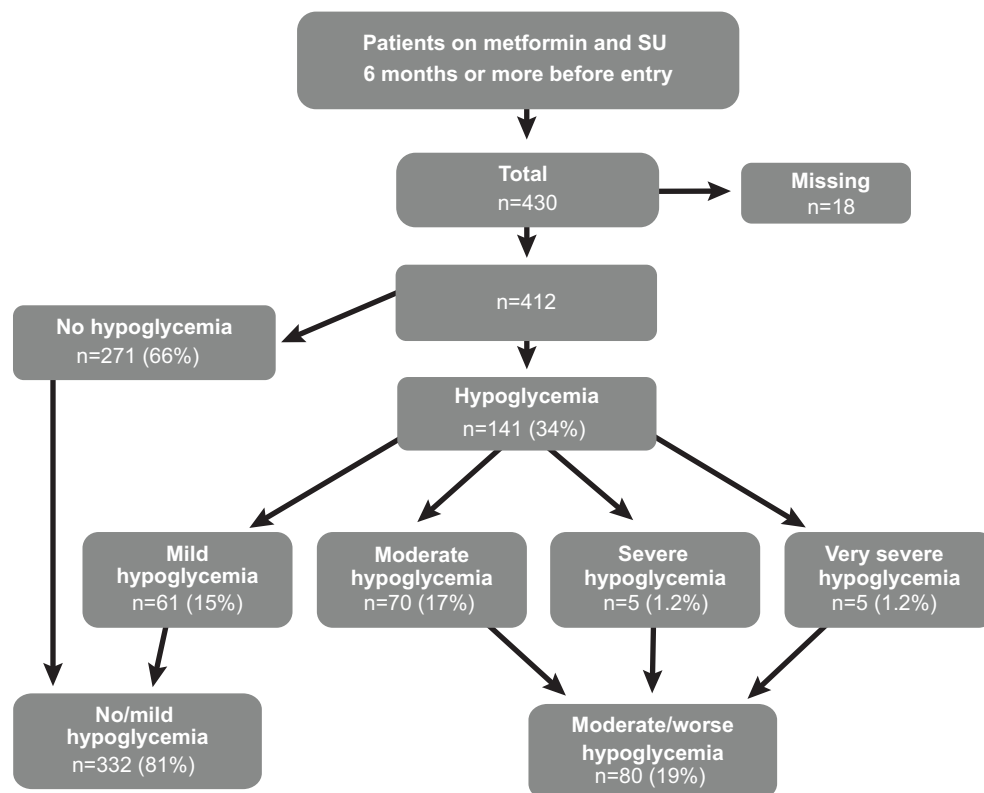 Patients on metformin and SU
6 months or more before entry
Total
n=430
Missing
n=18
n=412
No hypoglycemia
n=271 (66%)
Hypoglycemia
n=141 (34%)
Mild
hypoglycemia
n=61 (15%)
Moderate
hypoglycemia
n=70 (17%)
Severe
hypoglycemia
n=5 (1.2%)
Very severe
hypoglycemia
n=5 (1.2%)
No/mild
hypoglycemia
n=332 (81%)
Moderate/worse
hypoglycemia
n=80 (19%)